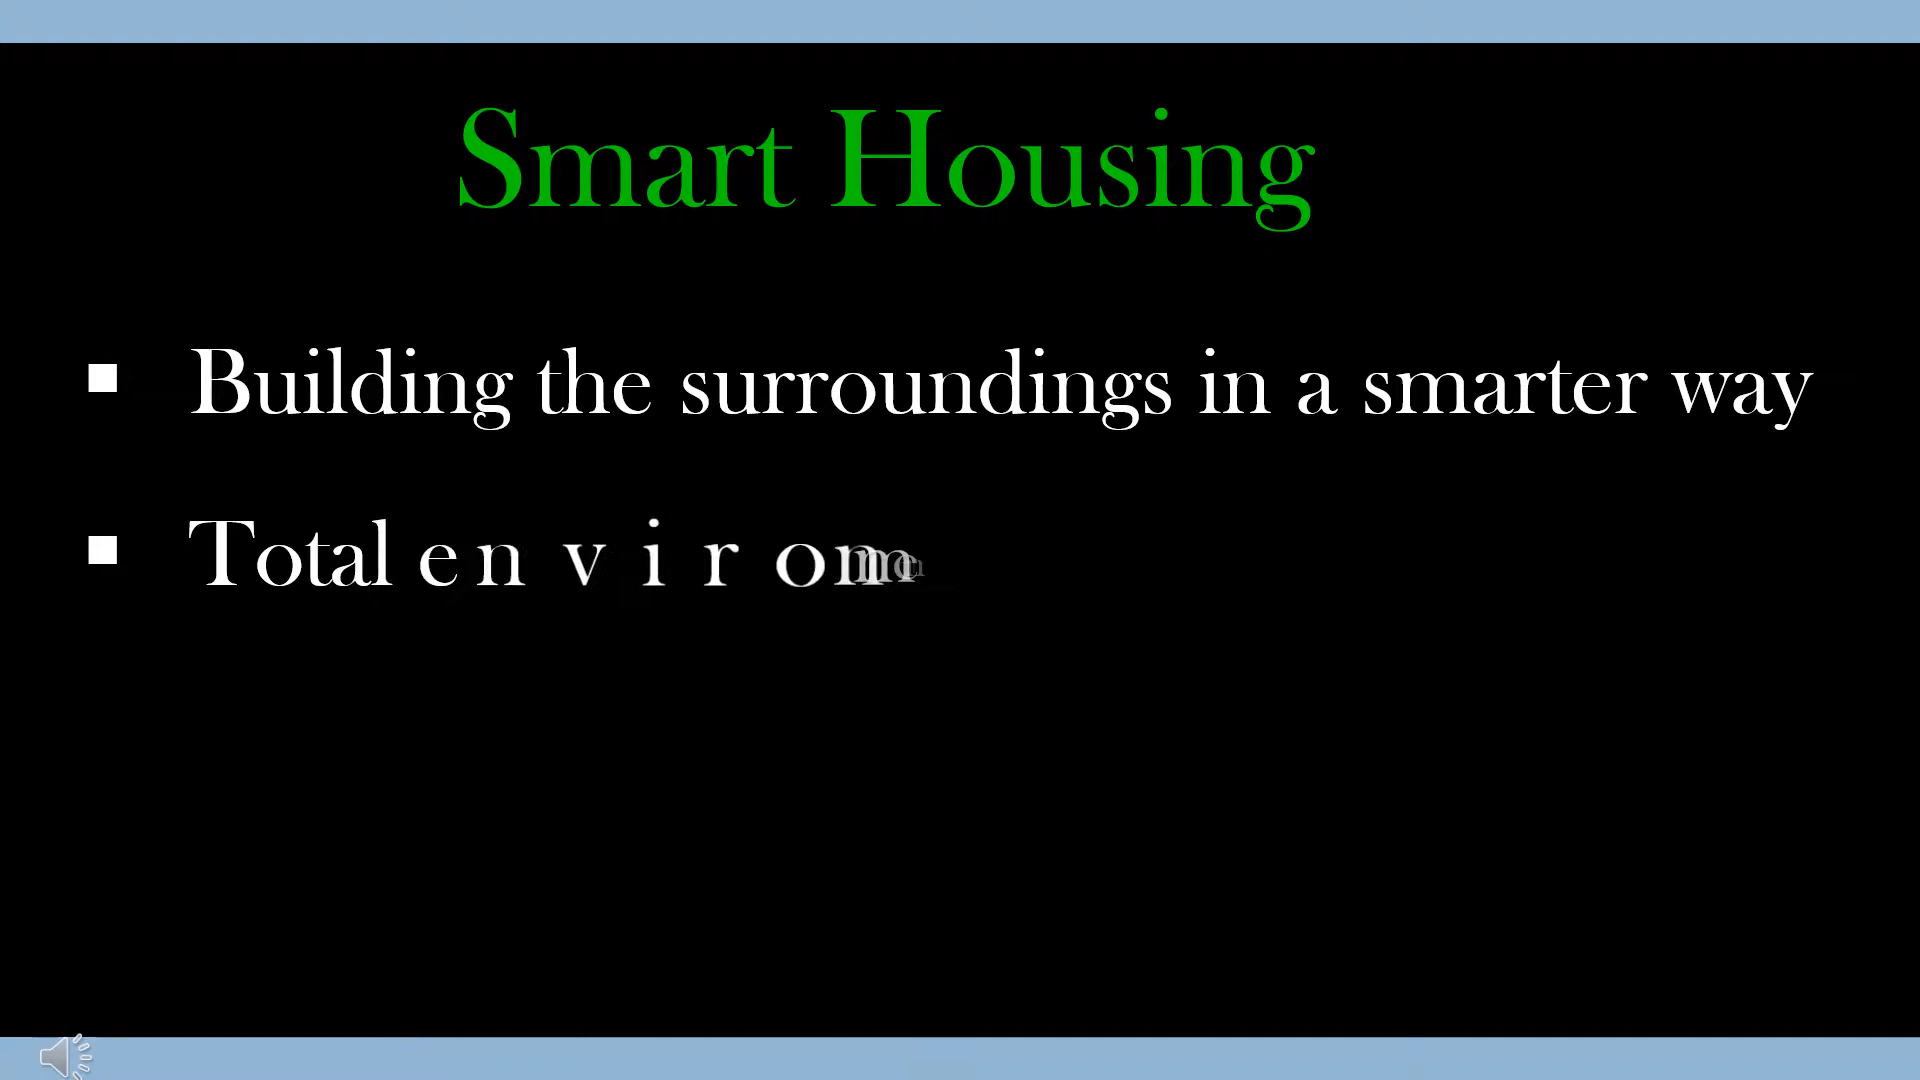 Smart Housing
Building the surroundings in a smarter way
Total